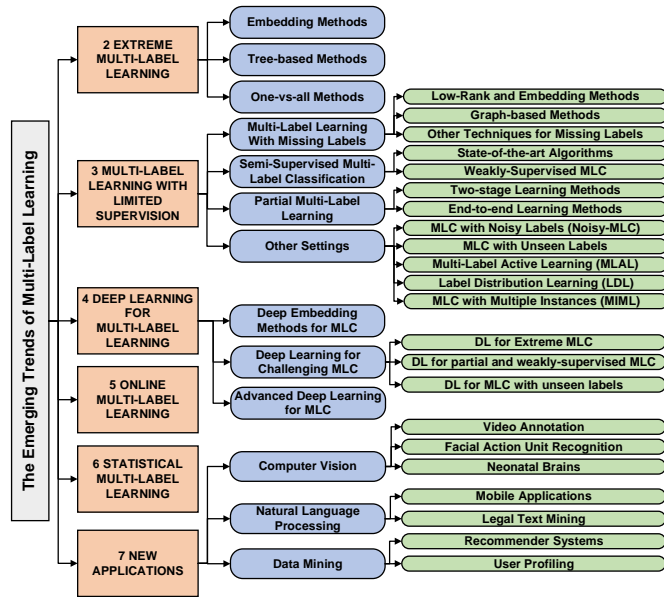 The Emerging Trends of Multi-Label Learning
2 EXTREME
MULTI-LABEL
LEARNING
Embedding Methods
Tree-based Methods
One-vs-all Methods
3 MULTI-LABEL
LEARNING WITH
LIMITED
SUPERVISION
Multi-Label Learning
With Missing Labels
Low-Rank and Embedding Methods
Graph-based Methods
Other Techniques for Missing Labels
Semi-Supervised Multi-
Label Classification
State-of-the-art Algorithms
Weakly-Supervised MLC
Partial Multi-Label
Learning
Two-stage Learning Methods
End-to-end Learning Methods
Other Settings
MLC with Noisy Labels (Noisy-MLC)
MLC with Unseen Labels
Multi-Label Active Learning (MLAL)
Label Distribution Learning (LDL)
MLC with Multiple Instances (MIML)
4 DEEP LEARNING
FOR
MULTI-LABEL
LEARNING
Deep Embedding
Methods for MLC
Deep Learning for
Challenging MLC
DL for Extreme MLC
DL for partial and weakly-supervised MLC
DL for MLC with unseen labels
Advanced Deep Learning
for MLC
5 ONLINE
MULTI-LABEL
LEARNING
6 STATISTICAL
MULTI-LABEL
LEARNING
7 NEW
APPLICATIONS
Computer Vision
Video Annotation
Facial Action Unit Recognition
Neonatal Brains
Natural Language
Processing
Mobile Applications
Legal Text Mining
Data Mining
Recommender Systems
User Profiling